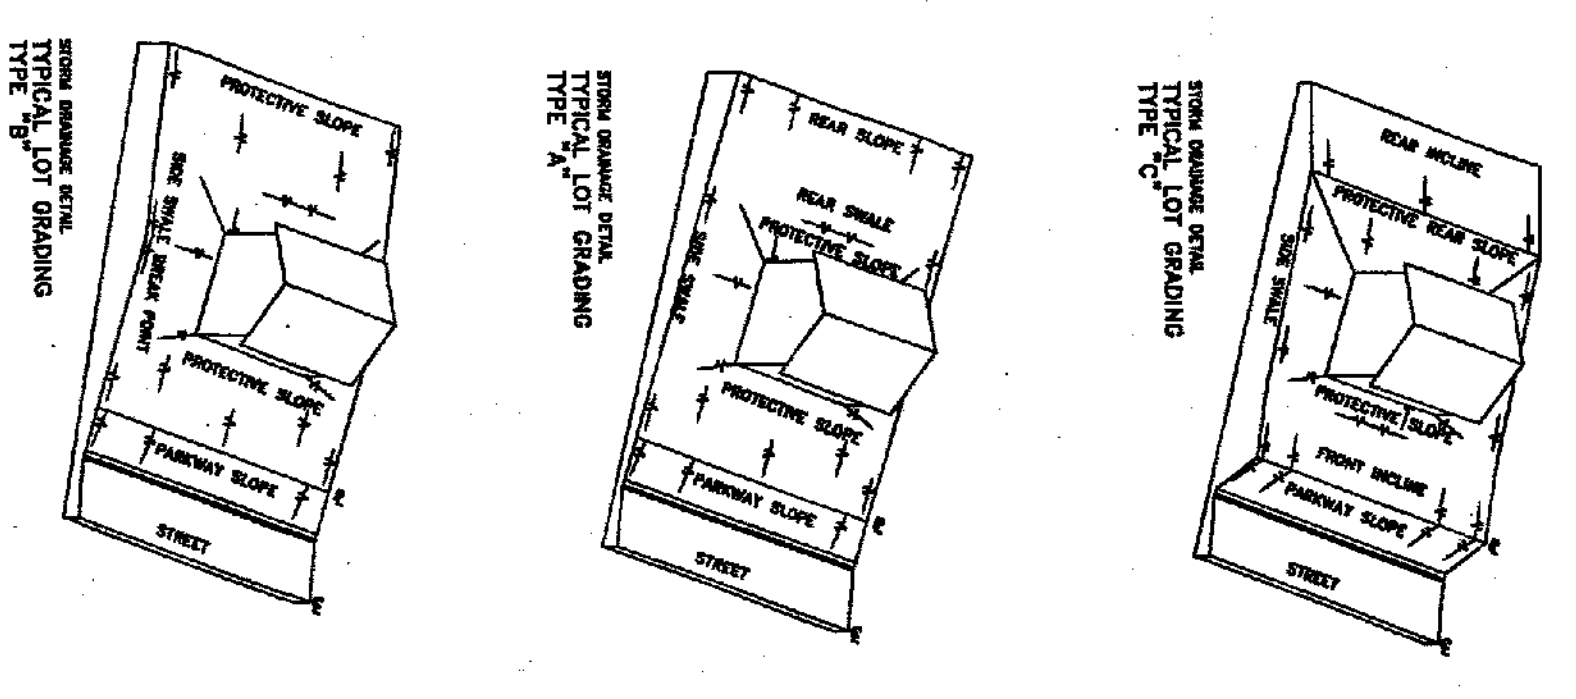 STORM DRAINAGE DETAIL
TYPICAL LOT GRADING
TYPE "B"
PROTECTIVE SLOPE
SIDE SWALE BREAK POINT
PROTECTIVE SLOPE
PARKWAY SLOPE
STREET
STORM DRAINAGE DETAIL
TYPICAL LOT GRADING
TYPE "A"
REAR SLOPE
REAR SWALE
PROTECTIVE SLOPE
SIDE SWALE
PROTECTIVE SLOPE
PARKWAY SLOPE
STREET
STORM DRAINAGE DETAIL
TYPICAL LOT GRADING
TYPE "C"
REAR INCLINE
PROTECTIVE REAR SLOPE
SIDE SWALE
PROTECTIVE SLOPE
FRONT INCLINE
PARKWAY SLOPE
STREET